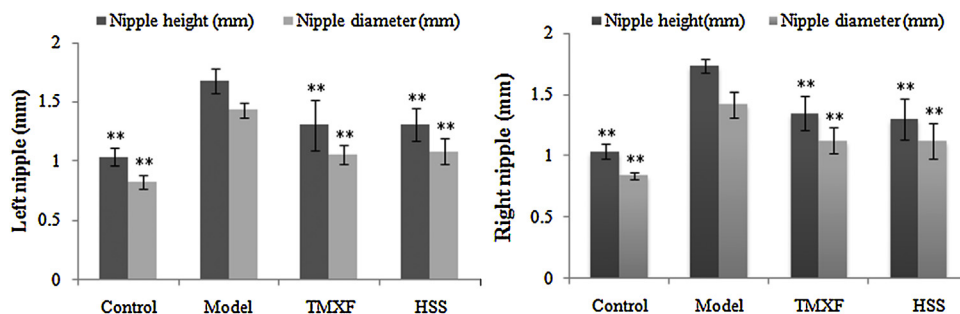 Nipple height (mm) Nipple diameter (mm)
Left nipple (mm)
2
1.5
1
0.5
0
** ** ** ** ** **
Control Model TMXF HSS
Nipple height(mm) Nipple diameter (mm)
Right nipple (mm)
2
1.5
1
0.5
0
** ** ** ** ** **
Control Model TMXF HSS